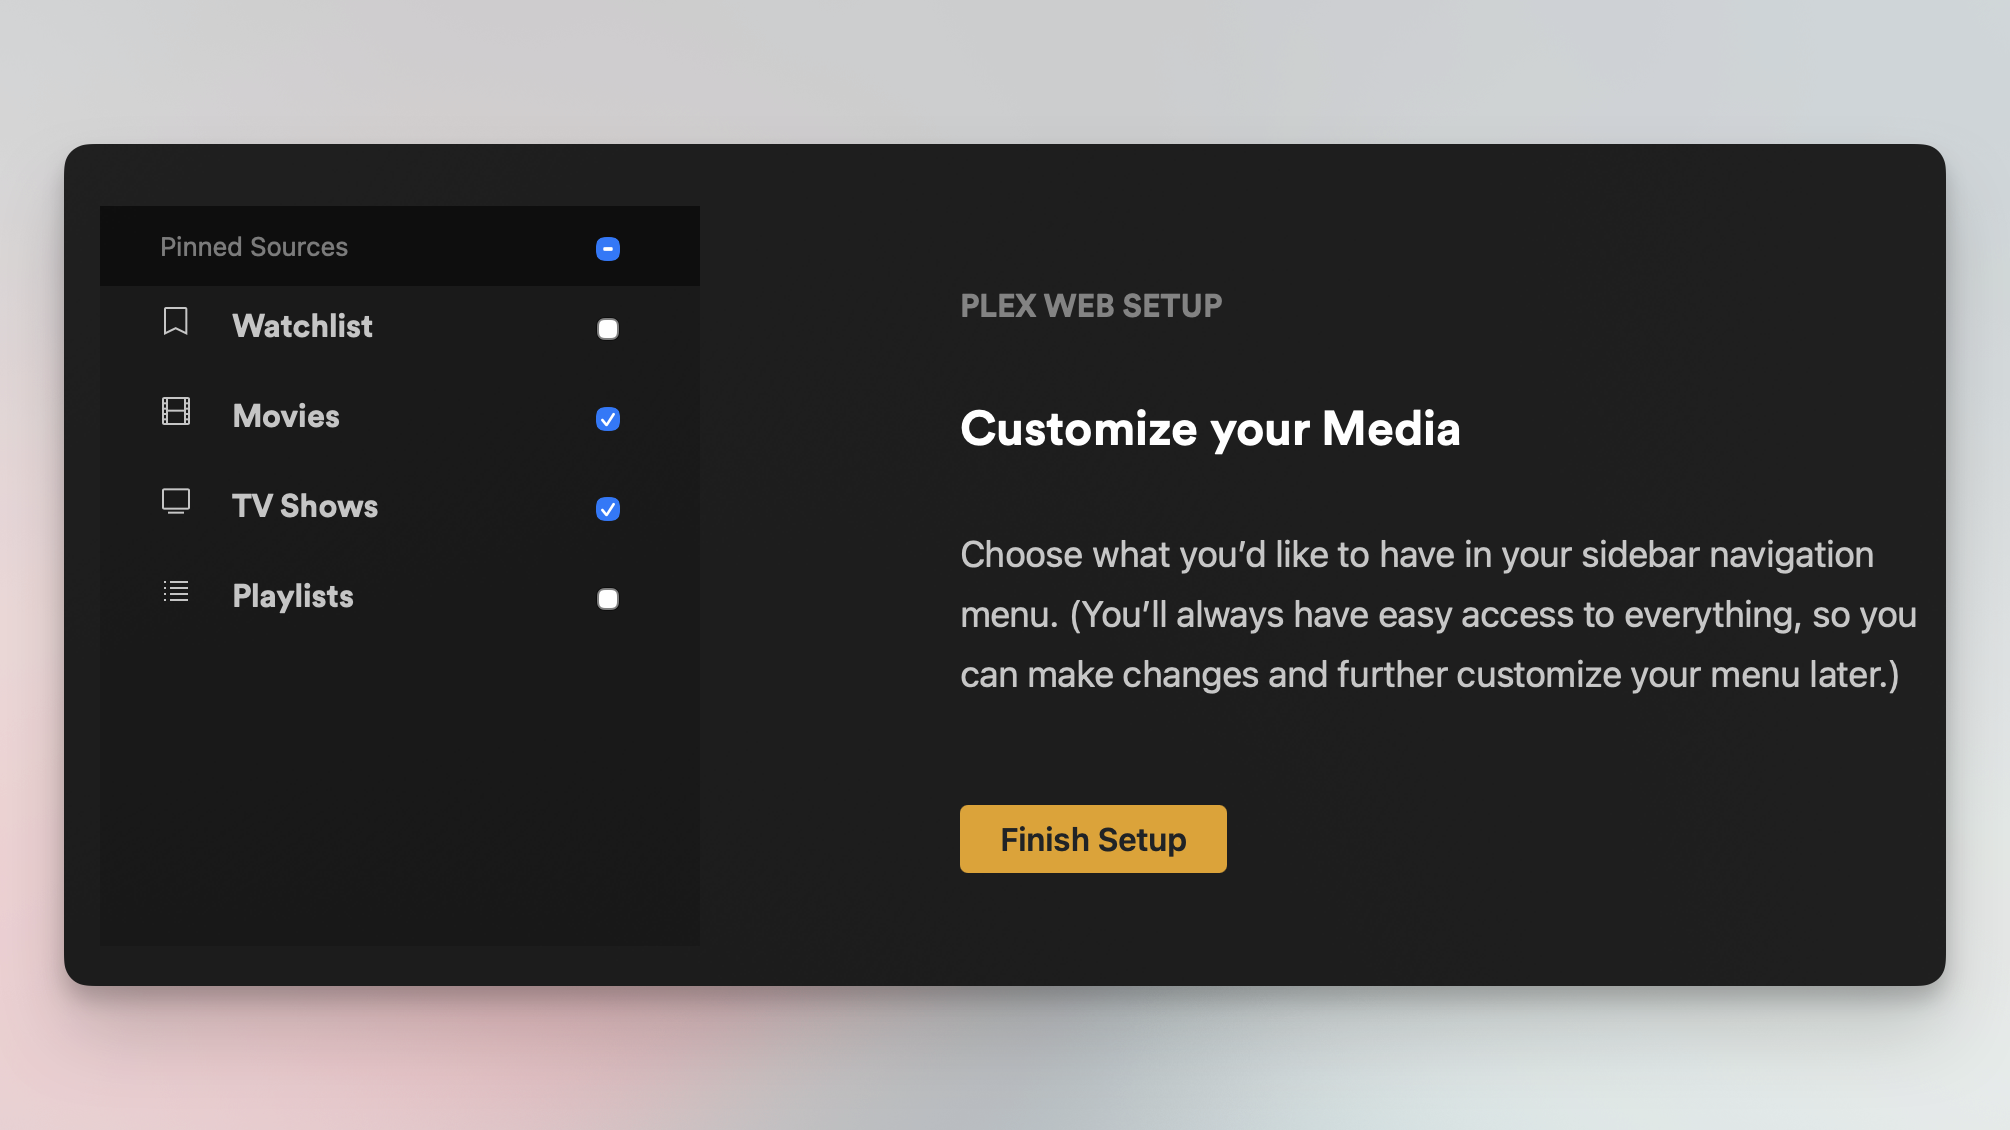 Pinned Sources
Watchlist
Movies
TV Shows
Playlists
PLEX WEB SETUP
Customize your Media
Choose what you’d like to have in your sidebar navigation
menu. (You’ll always have easy access to everything, so you
can make changes and further customize your menu later.)
Finish Setup